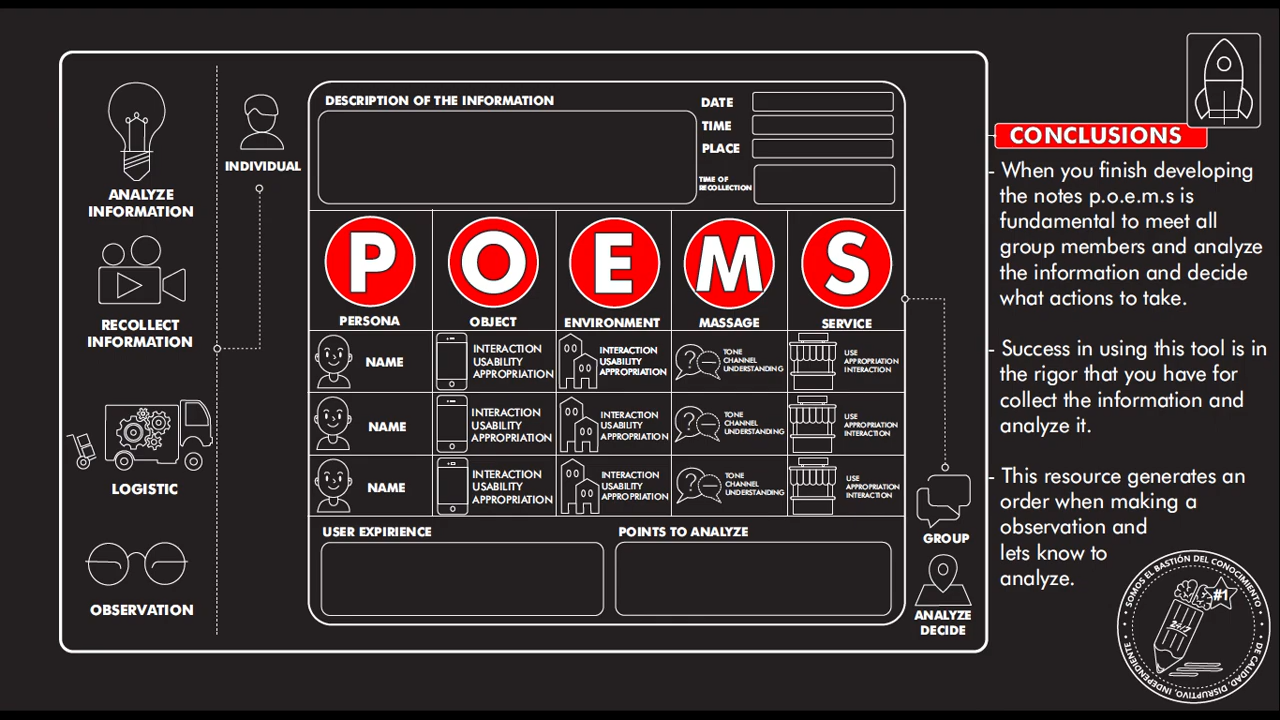 ANALYZE
INFORMATION
RECOLLECT
INFORMATION
LOGISTIC
OBSERVATION
INDIVIDUAL
DESCRIPTION OF THE INFORMATION
DATE
TIME
PLACE
TIME OF
RECOLLECTION
P O E M S
PERSONA OBJECT ENVIRONMENT MASSAGE SERVICE
NAME
INTERACTION
USABILITY
APPROPRIATION
INTERACTION
USABILITY
APPROPRIATION
TONE
CHANNEL
UNDERSTANDING
USE
APPROPRIATION
INTERACTION
NAME
INTERACTION
USABILITY
APPROPRIATION
INTERACTION
USABILITY
APPROPRIATION
TONE
CHANNEL
UNDERSTANDING
USE
APPROPRIATION
INTERACTION
NAME
INTERACTION
USABILITY
APPROPRIATION
INTERACTION
USABILITY
APPROPRIATION
TONE
CHANNEL
UNDERSTANDING
USE
APPROPRIATION
INTERACTION
USER EXPIRIENCE
POINTS TO ANALYZE
GROUP
ANALYZE
DECIDE
CONCLUSIONS
- When you finish developing
the notes p.o.e.m.s is
fundamental to meet all
group members and analyze
the information and decide
what actions to take.
- Success in using this tool is in
the rigor that you have for
collect the information and
analyze it.
- This resource generates an
order when making a
observation and
lets know to
analyze.
SOMOS EL BASTIÓN DEL CONOCIMIENTO
• DE CALIDAD, DISRUPTIVO, INDEPENDIENTE •
#1
24/7